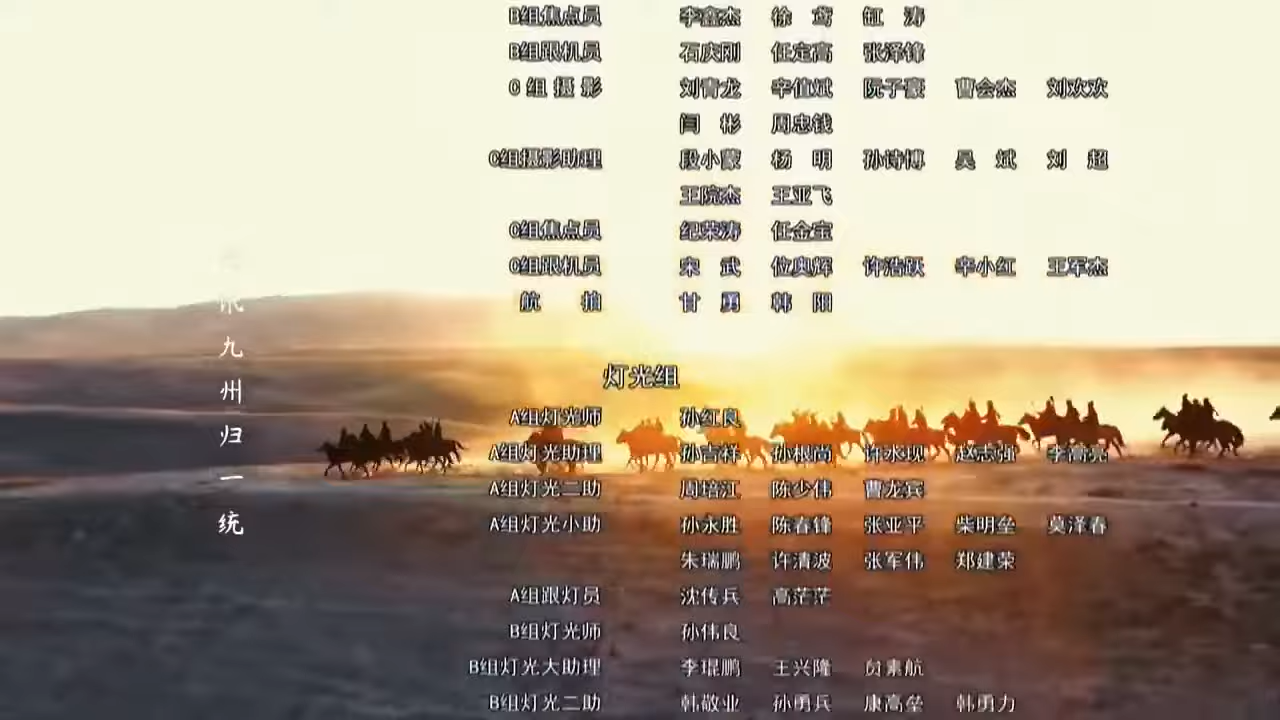 B组焦点员 李鑫杰 徐 鸢 缸 涛
B组跟机员 石庆刚 任定高 张泽锋
C组摄影 刘青龙 辛值斌 阮子豪 曹会杰 刘欢欢
闫 彬 周忠钱
C组摄影助理 段小蒙 杨 明 孙诗博 吴 斌 刘 超
王院杰 王亚飞
C组焦点员 纪荣涛 任金宝
C组跟机员 宋 武 位奥辉 许浩跃 辛小红 王军杰
航 拍 甘 勇 韩 阳
灯光组
A组灯光师 孙红良
A组灯光助理 孙吉祥 孙根尚 许水现 赵志强 李高亮
A组灯光二助 周培江 陈少伟 曹龙宾
A组灯光小助 孙永胜 陈春锋 张亚平 柴明垒 莫泽春
朱瑞鹏 许清波 张军伟 郑建荣
A组跟灯员 沈传兵 高茫茫
B组灯光师 孙伟良
B组灯光大助理 李琨鹏 王兴隆 贠素航
B组灯光二助 韩敬业 孙勇兵 康高垒 韩勇力
九州归一统